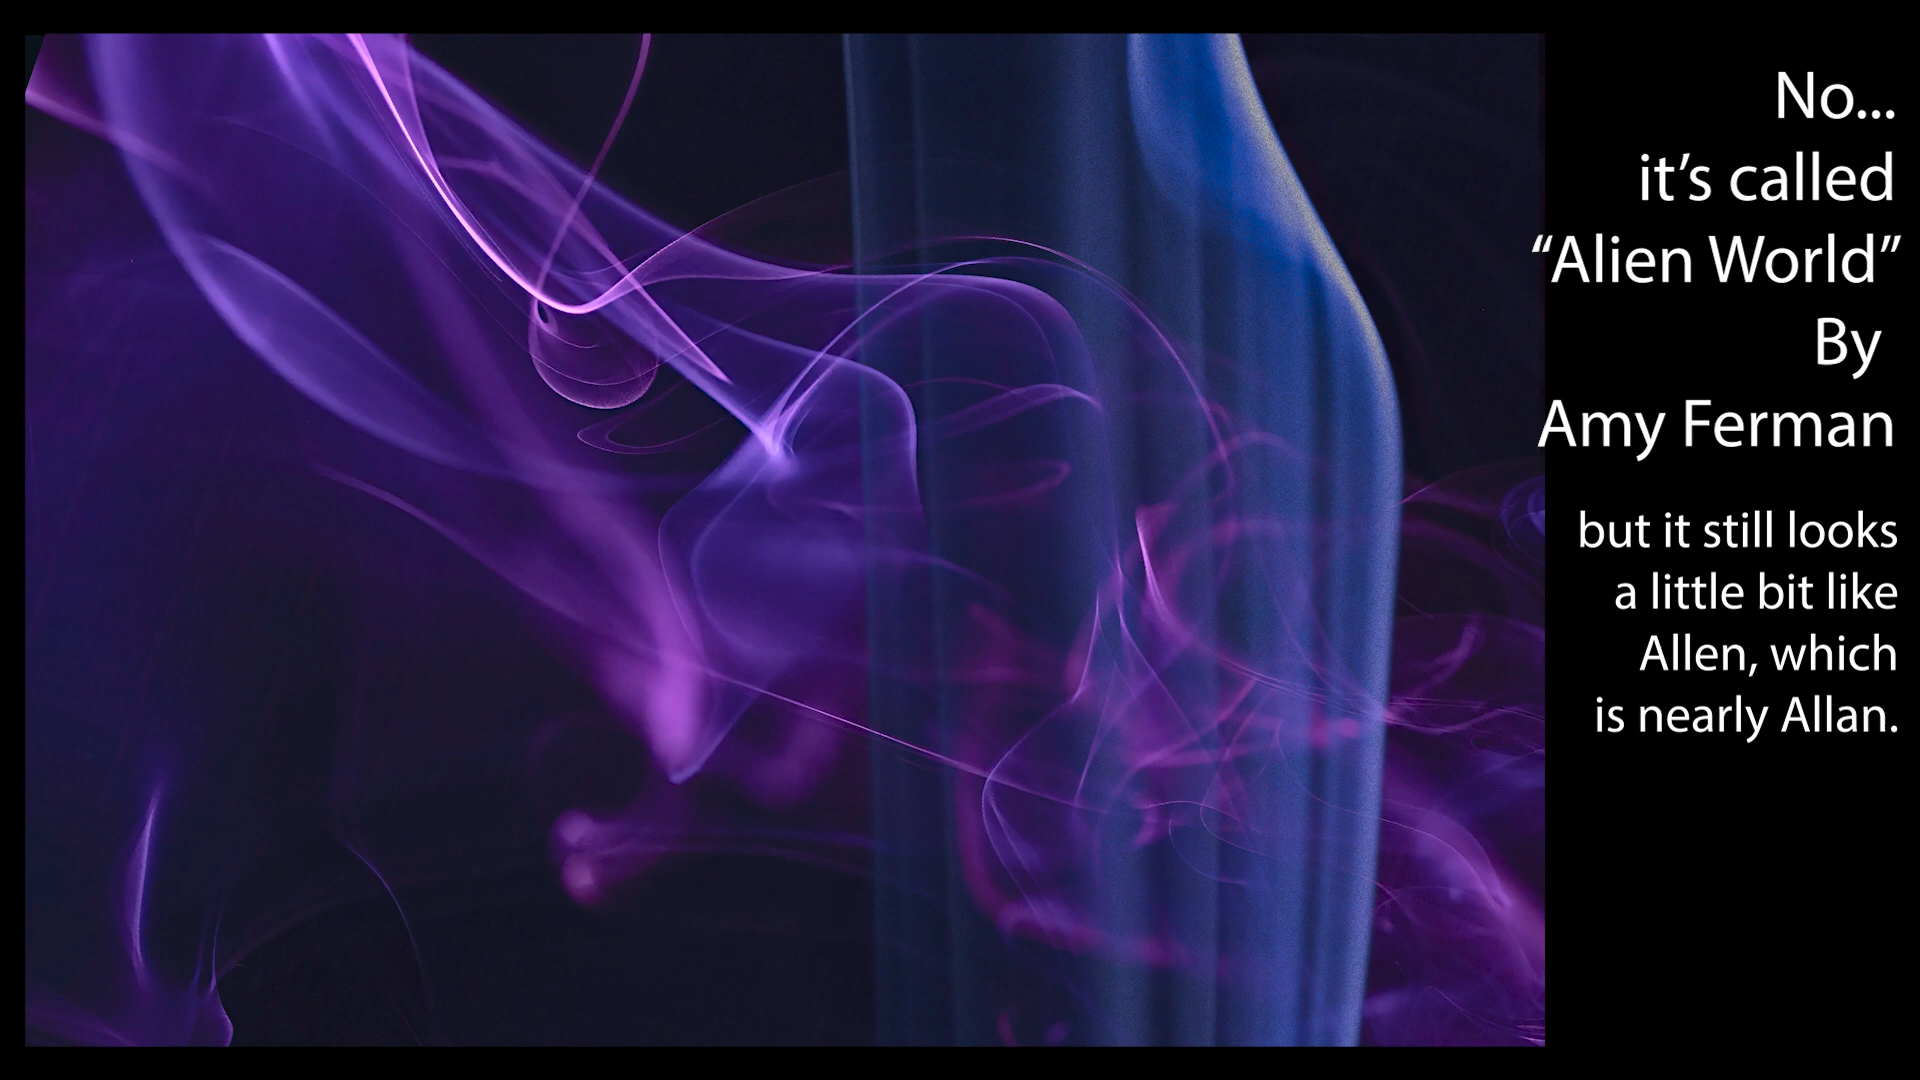 No...
it’s called
“Alien World”
By
Amy Ferman
but it still looks
a little bit like
Allen, which
is nearly Allan.